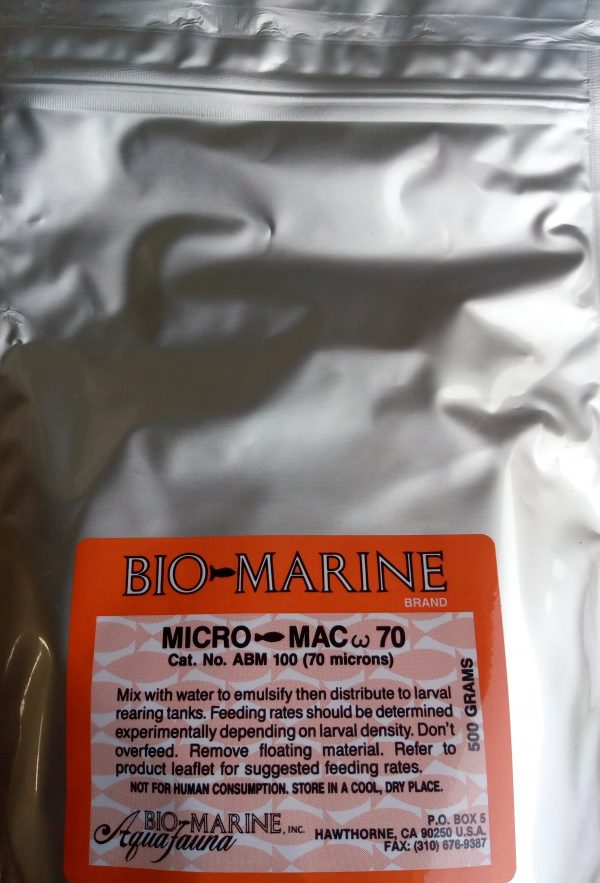 BIO-MARINE
BRAND
MICRO MAC ω 70
Cat. No. ABM 100 (70 microns)
Mix with water to emulsify then distribute to larval
rearing tanks. Feeding rates should be determined
experimentally depending on larval density. Don't
overfeed. Remove floating material. Refer to
product leaflet for suggested feeding rates.
NOT FOR HUMAN CONSUMPTION. STORE IN A COOL, DRY PLACE.
500 GRAMS
BIO-MARINE, INC.
Aquafauna
P.O. BOX 5
HAWTHORNE, CA 90250 U.S.A.
FAX: (310) 676-9387